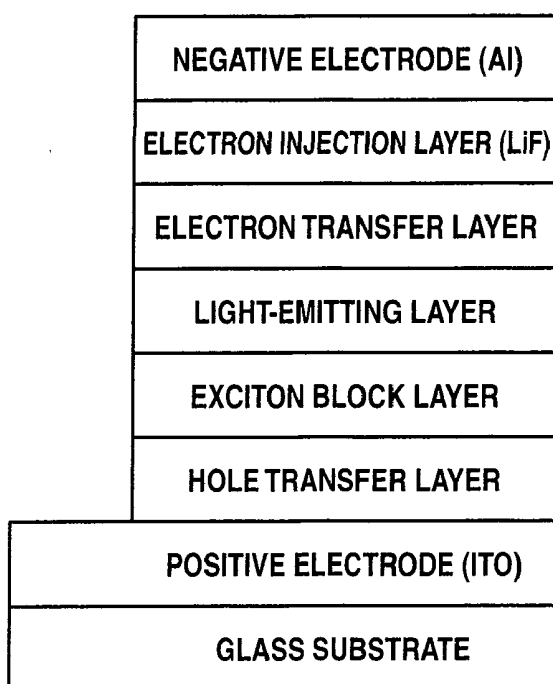 NEGATIVE ELECTRODE (Al)
ELECTRON INJECTION LAYER (LiF)
ELECTRON TRANSFER LAYER
LIGHT-EMITTING LAYER
EXCITON BLOCK LAYER
HOLE TRANSFER LAYER
POSITIVE ELECTRODE (ITO)
GLASS SUBSTRATE